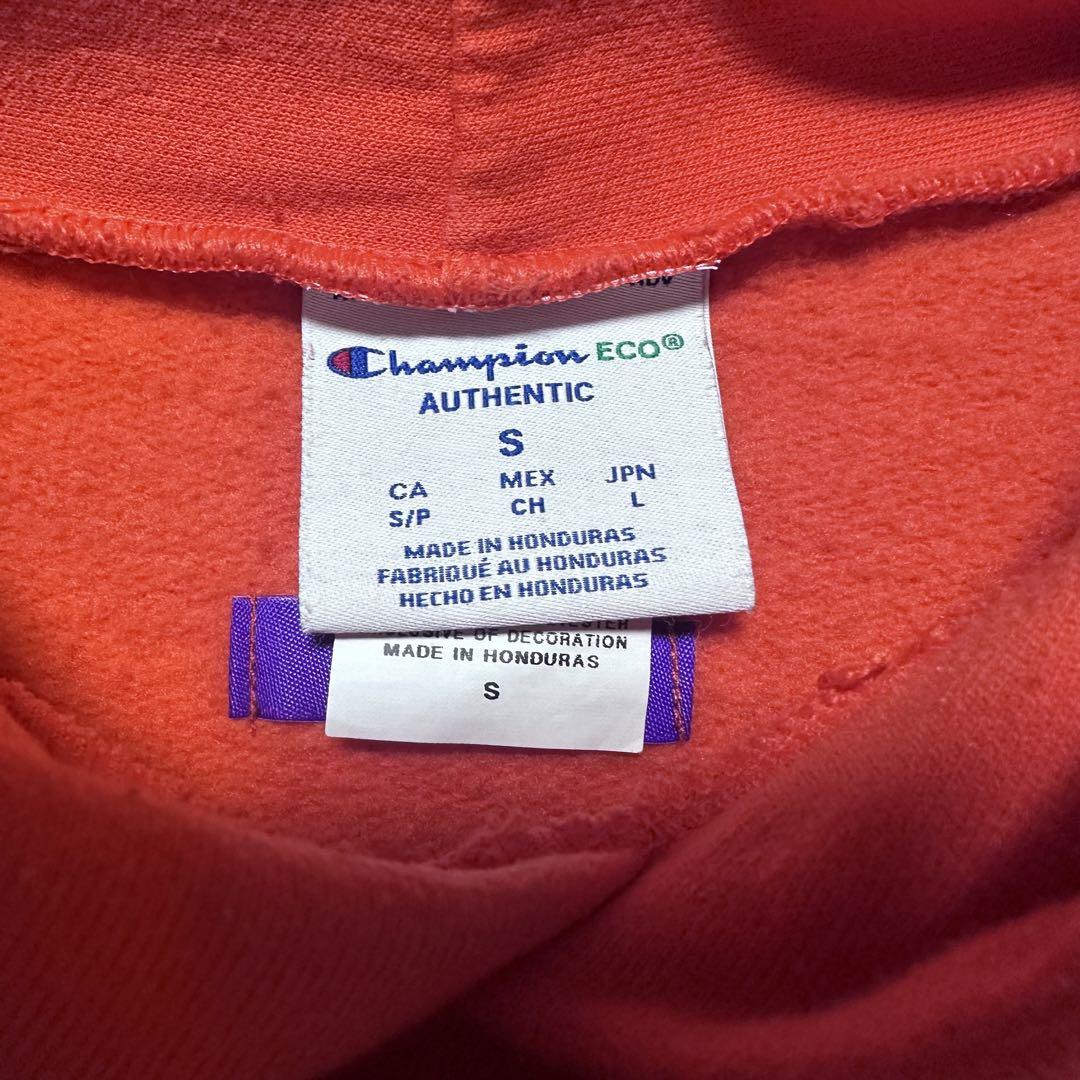 Champion ECO®
AUTHENTIC
S
CA MEX JPN
S/P CH L
MADE IN HONDURAS
FABRIQUÉ AU HONDURAS
HECHO EN HONDURAS
OF DECORATION
MADE IN HONDURAS
S